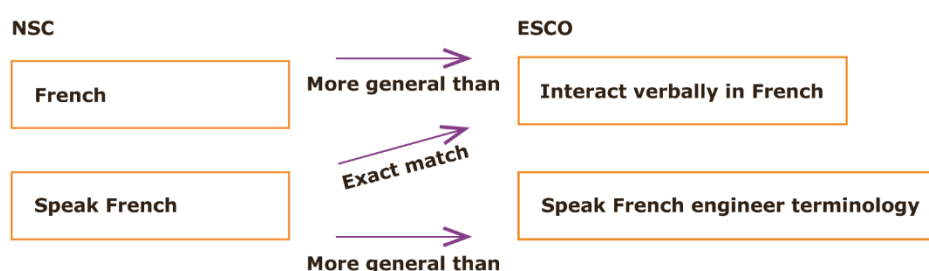 NSC
ESCO
French
More general than
Interact verbally in French
Exact match
Speak French
Speak French engineer terminology
More general than